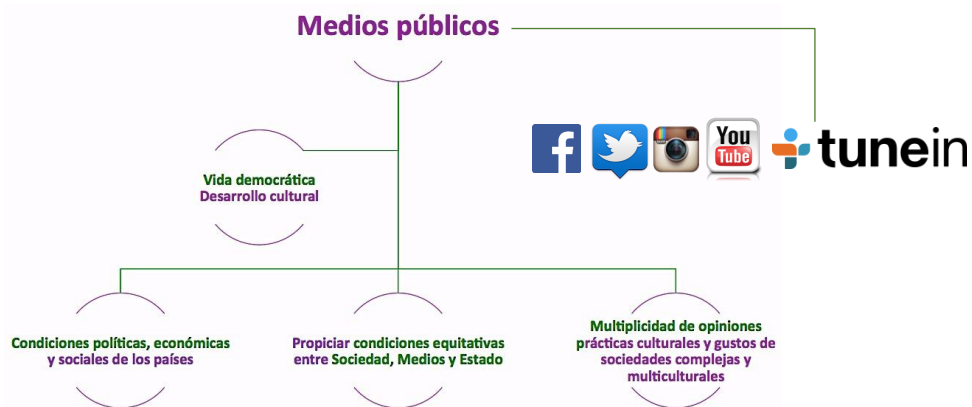 Medios públicos
You
Tube
tunein
Vida democrática
Desarrollo cultural
Condiciones políticas, económicas
y sociales de los países
Propiciar condiciones equitativas
entre Sociedad, Medios y Estado
Multiplicidad de opiniones
prácticas culturales y gustos de
sociedades complejas y
multiculturales